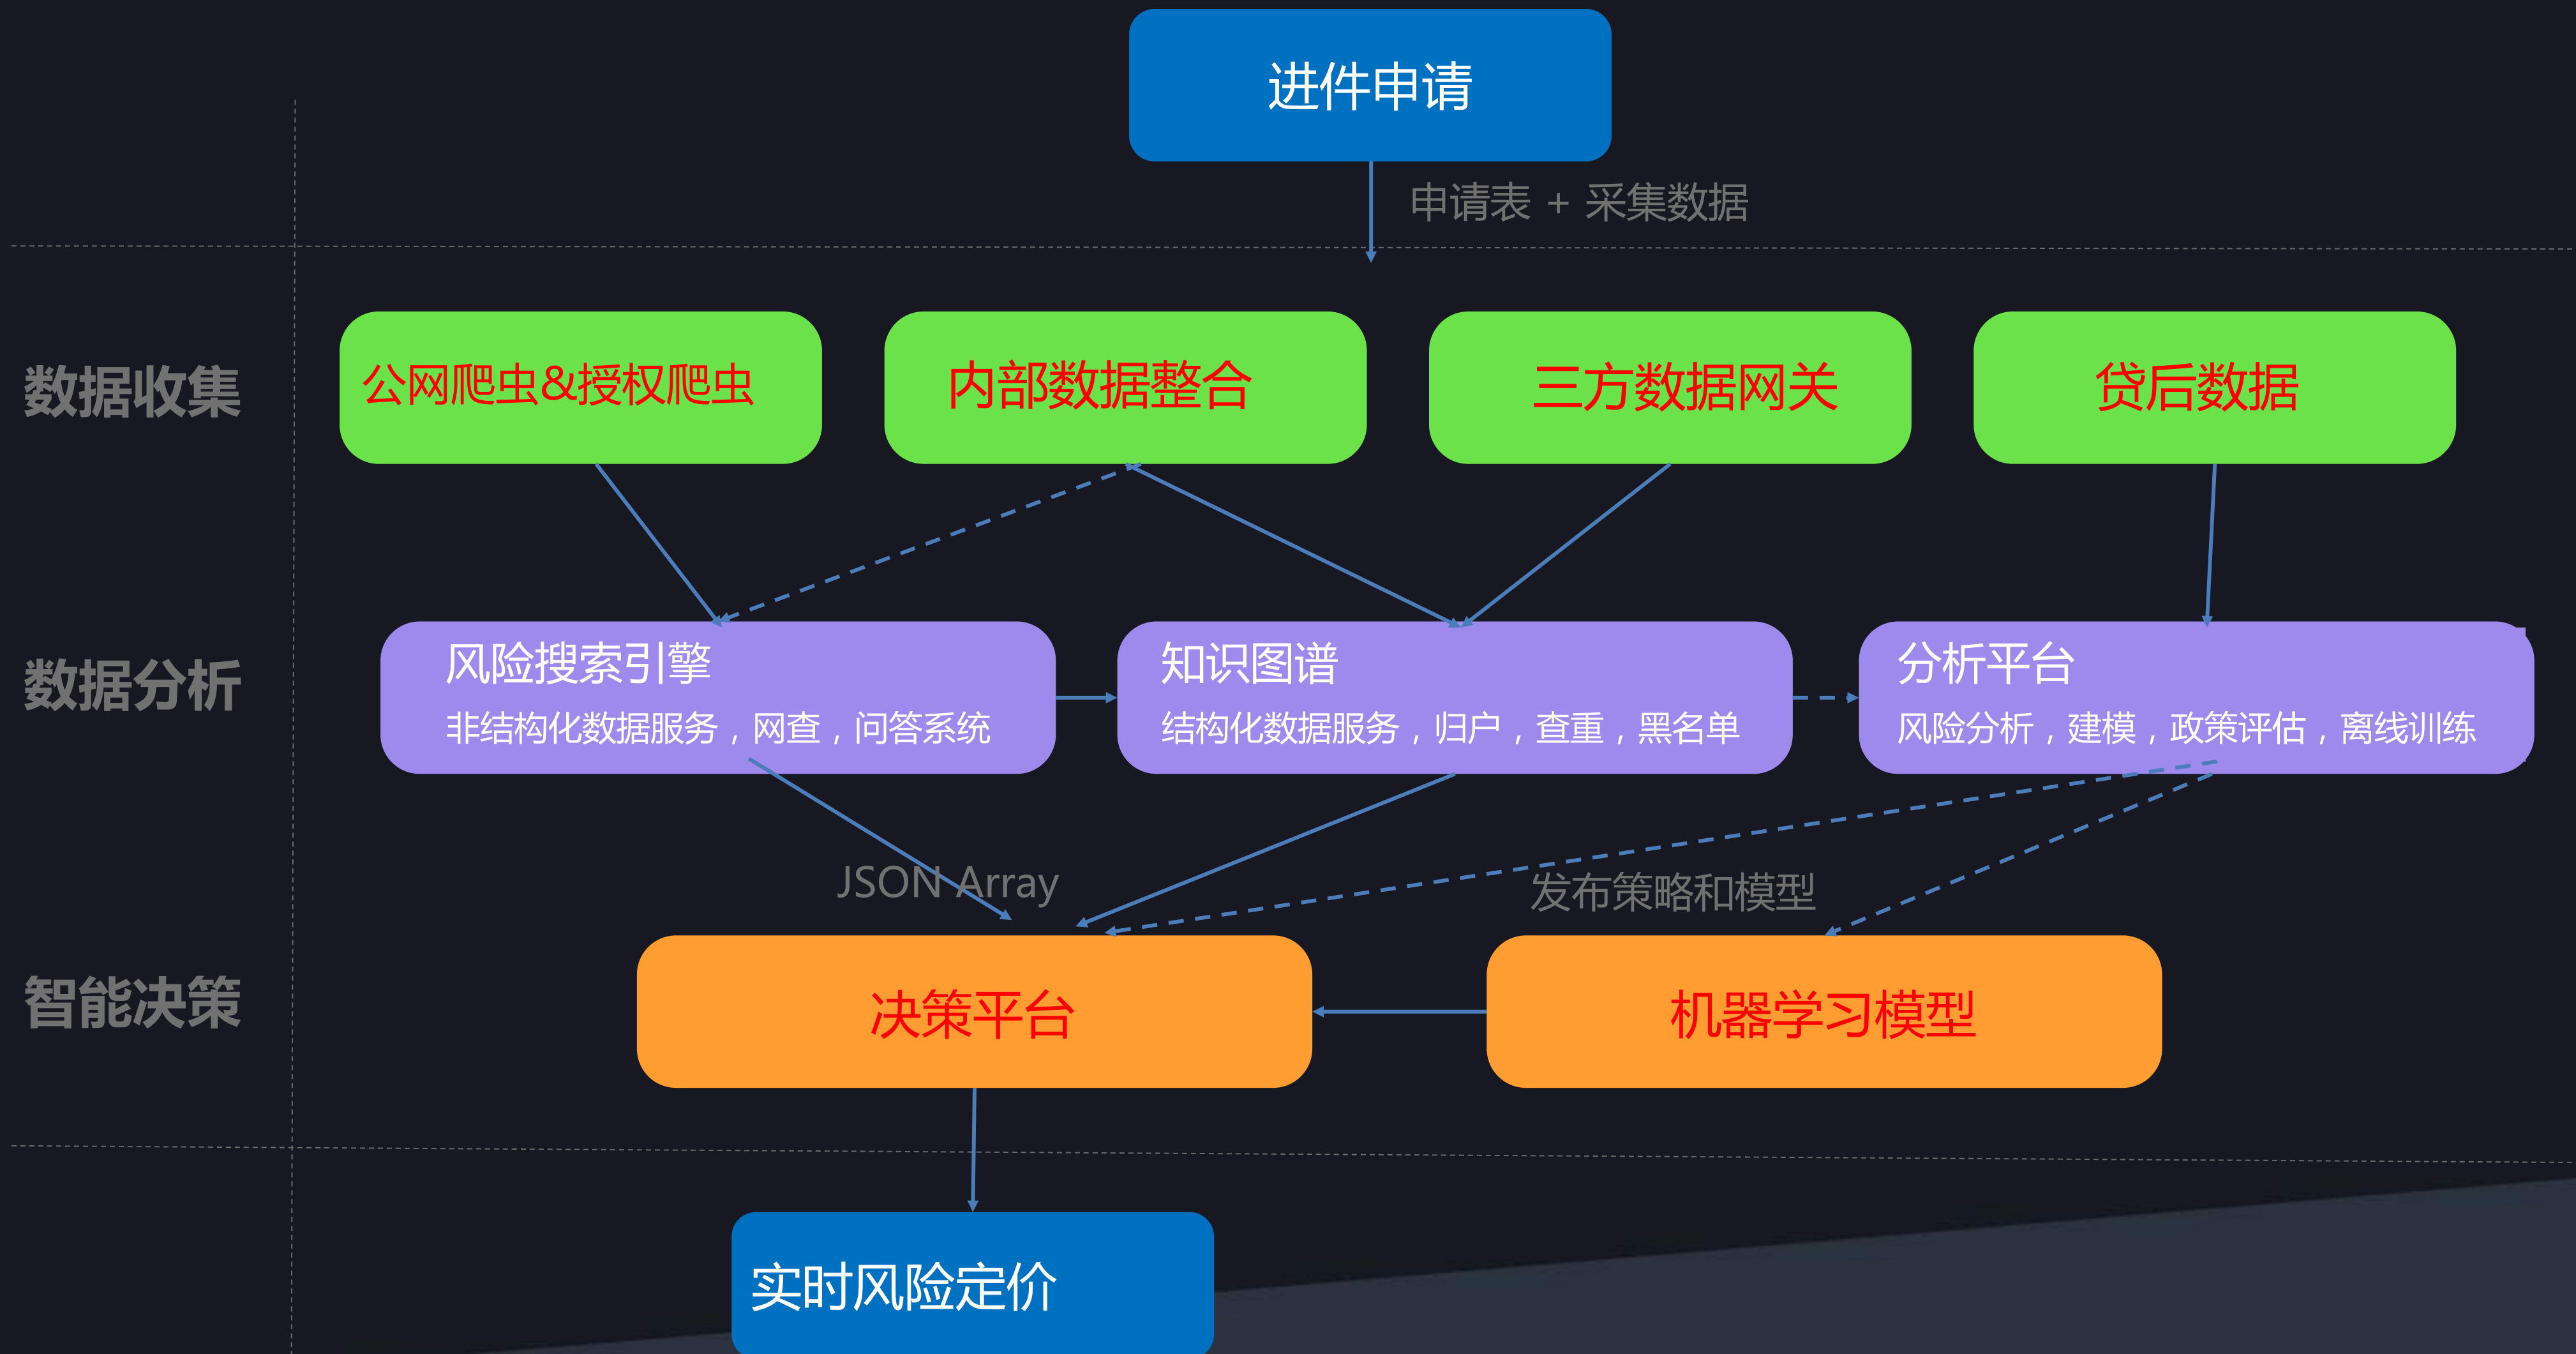 进件申请
申请表 + 采集数据
数据收集
公网爬虫&授权爬虫
内部数据整合
三方数据网关
贷后数据
数据分析
风险搜索引擎
非结构化数据服务，网查，问答系统
知识图谱
结构化数据服务，归户，查重，黑名单
分析平台
风险分析，建模，政策评估，离线训练
JSON Array
发布策略和模型
智能决策
决策平台
机器学习模型
实时风险定价